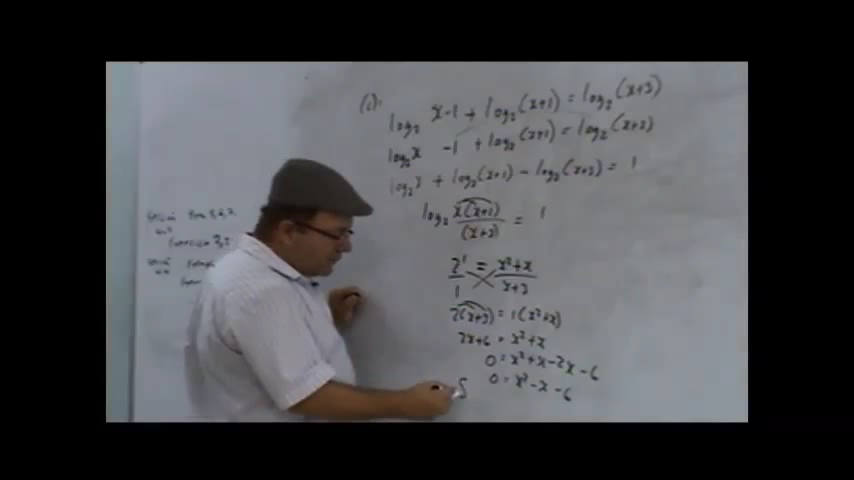 (c).
log₂ x-1 + log₂(x+1) = log₂(x+3)
log₂x -1 + log₂(x+1) = log₂(x+3)
log₂x + log₂(x+1) - log₂(x+3) = 1
log₂ x(x+1)/(x+3) = 1
2¹/1 = x²+x/x+3
2(x+3) = 1(x²+x)
2x+6 = x²+x
0 = x²+x-2x-6
0 = x²-x-6
S